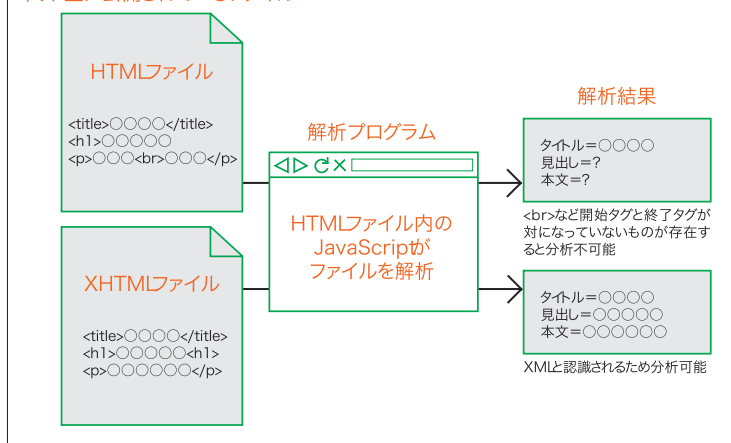 HTMLファイル
<title>○○○○</title>
<h1>○○○○○
<p>○○○<br>○○○</p>
XHTMLファイル
<title>○○○○</title>
<h1>○○○○○<h1>
<p>○○○○○○</p>
解析プログラム
HTMLファイル内の
JavaScriptが
ファイルを解析
解析結果
タイトル=○○○○
見出し=?
本文=?
<br>など開始タグと終了タグが
対になっていないものが存在す
ると分析不可能
タイトル=○○○○
見出し=○○○○○
本文=○○○○○○
XMLと認識されるため分析可能